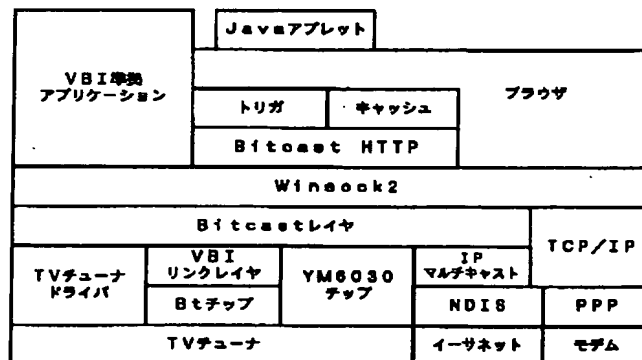 Javaアプレット
VBI準拠
アプリケーション
ブラウザ
トリガ
キャッシュ
Bitcast HTTP
Winsock2
Bitcastレイヤ
TCP/IP
TVチューナ
ドライバ
VBI
リンクレイヤ
YM6030
チップ
IP
マルチキャスト
Btチップ
NDIS
PPP
TVチューナ
イーサネット
モデム